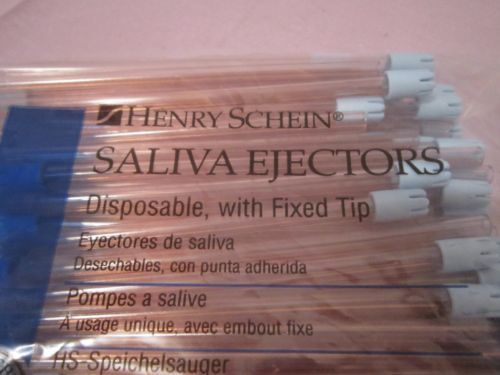 HENRY SCHEIN®
SALIVA EJECTORS
Disposable, with Fixed Tip
Eyectores de saliva
Desechables, con punta adherida
Pompes a salive
A usage unique, avec embout fixe
HS-Speichelsauger